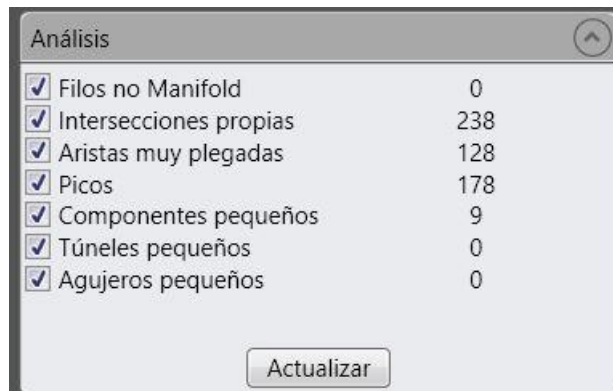 Análisis
Filos no Manifold 0
Intersecciones propias 238
Aristas muy plegadas 128
Picos 178
Componentes pequeños 9
Túneles pequeños 0
Agujeros pequeños 0
Actualizar